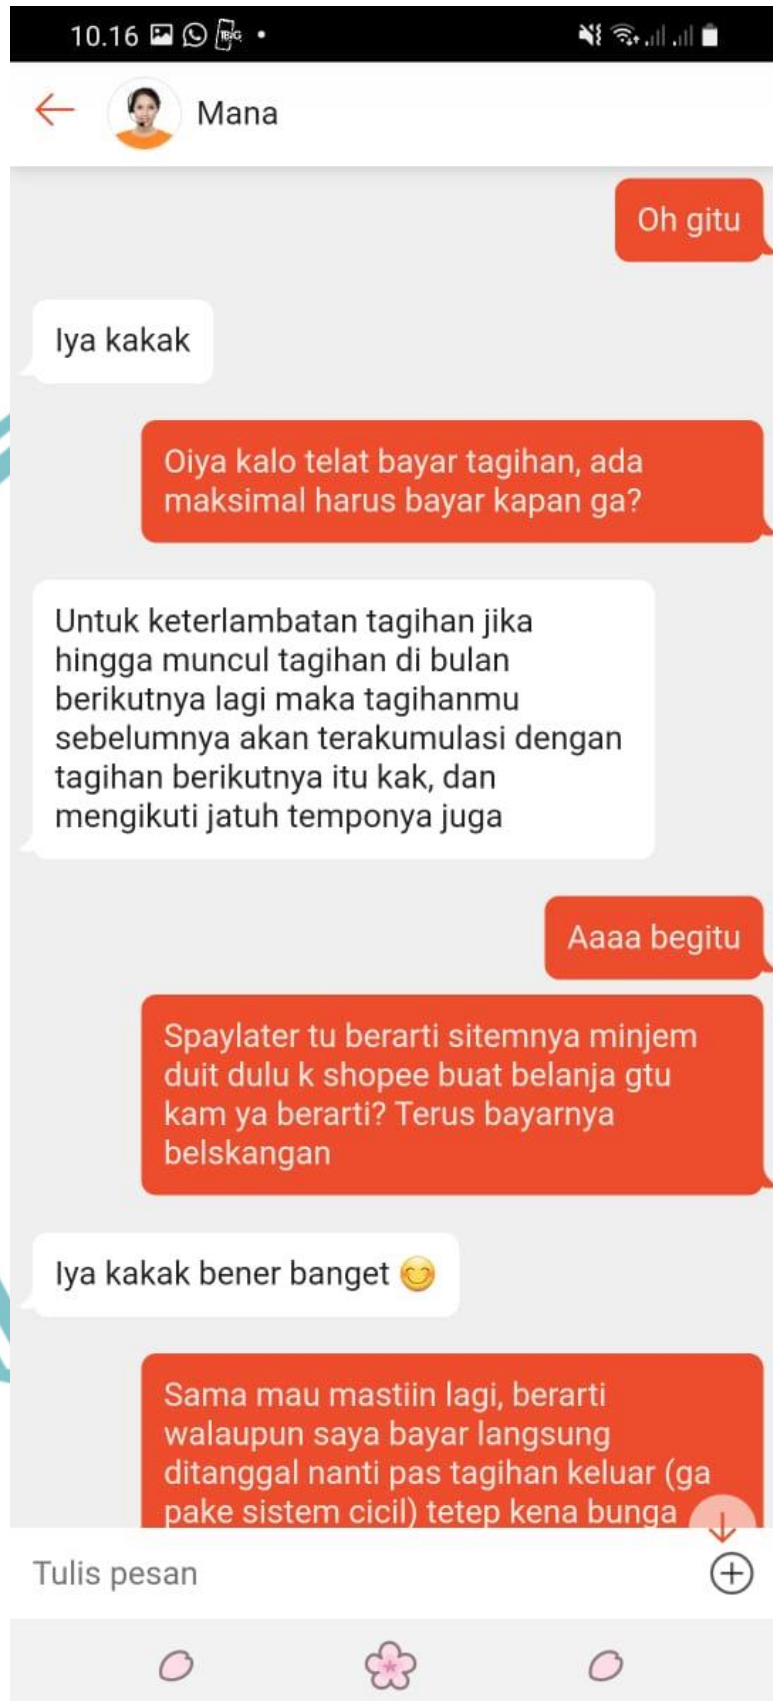 10.16
Mana
Oh gitu
Iya kakak
Oiya kalo telat bayar tagihan, ada
maksimal harus bayar kapan ga?
Untuk keterlambatan tagihan jika
hingga muncul tagihan di bulan
berikutnya lagi maka tagihanmu
sebelumnya akan terakumulasi dengan
tagihan berikutnya itu kak, dan
mengikuti jatuh temponya juga
Aaaa begitu
Spaylater tu berarti sitemnya minjem
duit dulu k shopee buat belanja gtu
kam ya berarti? Terus bayarnya
belskangan
Iya kakak bener banget 😊
Sama mau mastiin lagi, berarti
walaupun saya bayar langsung
ditanggal nanti pas tagihan keluar (ga
pake sistem cicil) tetep kena bunga
Tulis pesan